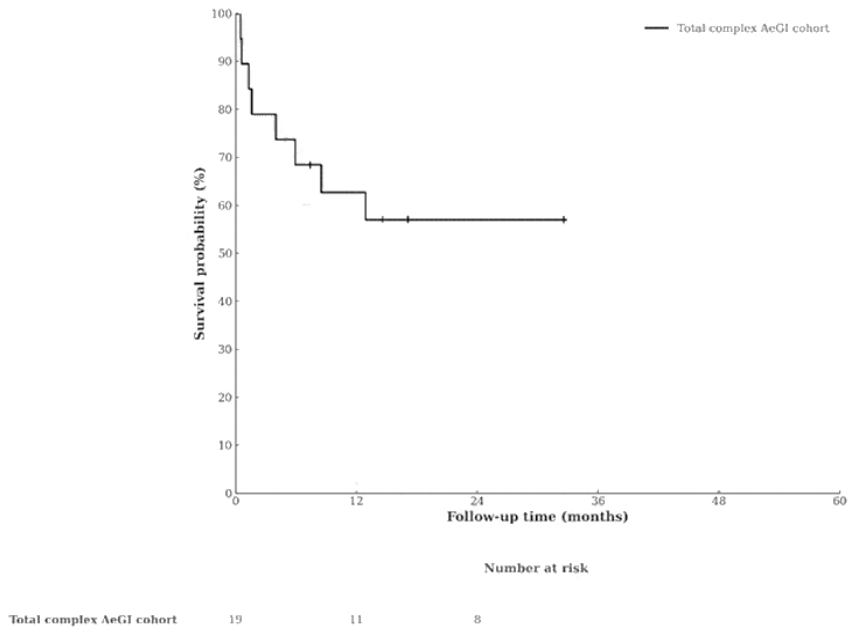 Total complex AeGI cohort
100
90
80
70
60
50
40
30
20
10
0
Survival probability (%)
0 12 24 36 48 60
Follow-up time (months)
Number at risk
Total complex AeGI cohort 19 11 8